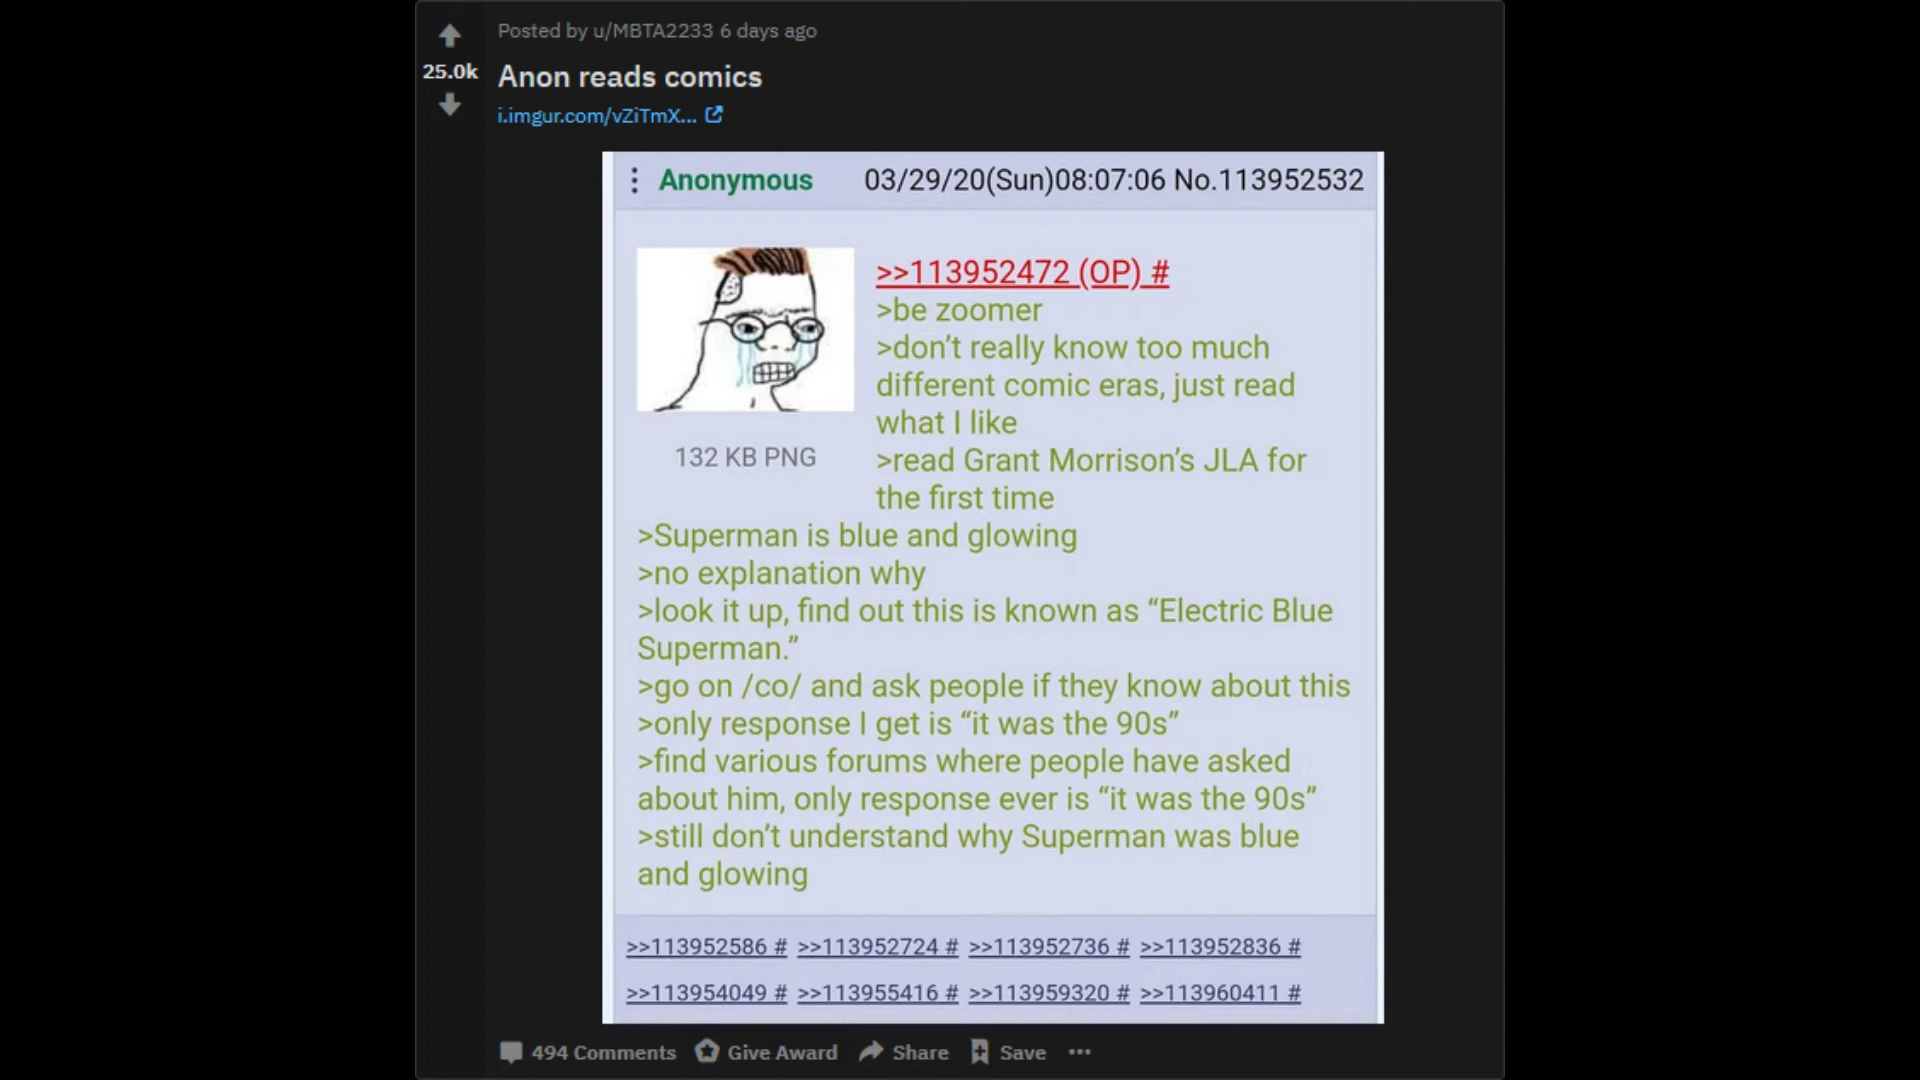 Posted by u/MBTA2233 6 days ago
25.0k
Anon reads comics
i.imgur.com/vZiTmX...
Anonymous 03/29/20(Sun)08:07:06 No.113952532
>>113952472 (OP) #
>be zoomer
>don’t really know too much
different comic eras, just read
what I like
132 KB PNG
>read Grant Morrison’s JLA for
the first time
>Superman is blue and glowing
>no explanation why
>look it up, find out this is known as “Electric Blue
Superman.”
>go on /co/ and ask people if they know about this
>only response I get is “it was the 90s”
>find various forums where people have asked
about him, only response ever is “it was the 90s”
>still don’t understand why Superman was blue
and glowing
>>113952586 # >>113952724 # >>113952736 # >>113952836 #
>>113954049 # >>113955416 # >>113959320 # >>113960411 #
494 Comments Give Award Share Save ...